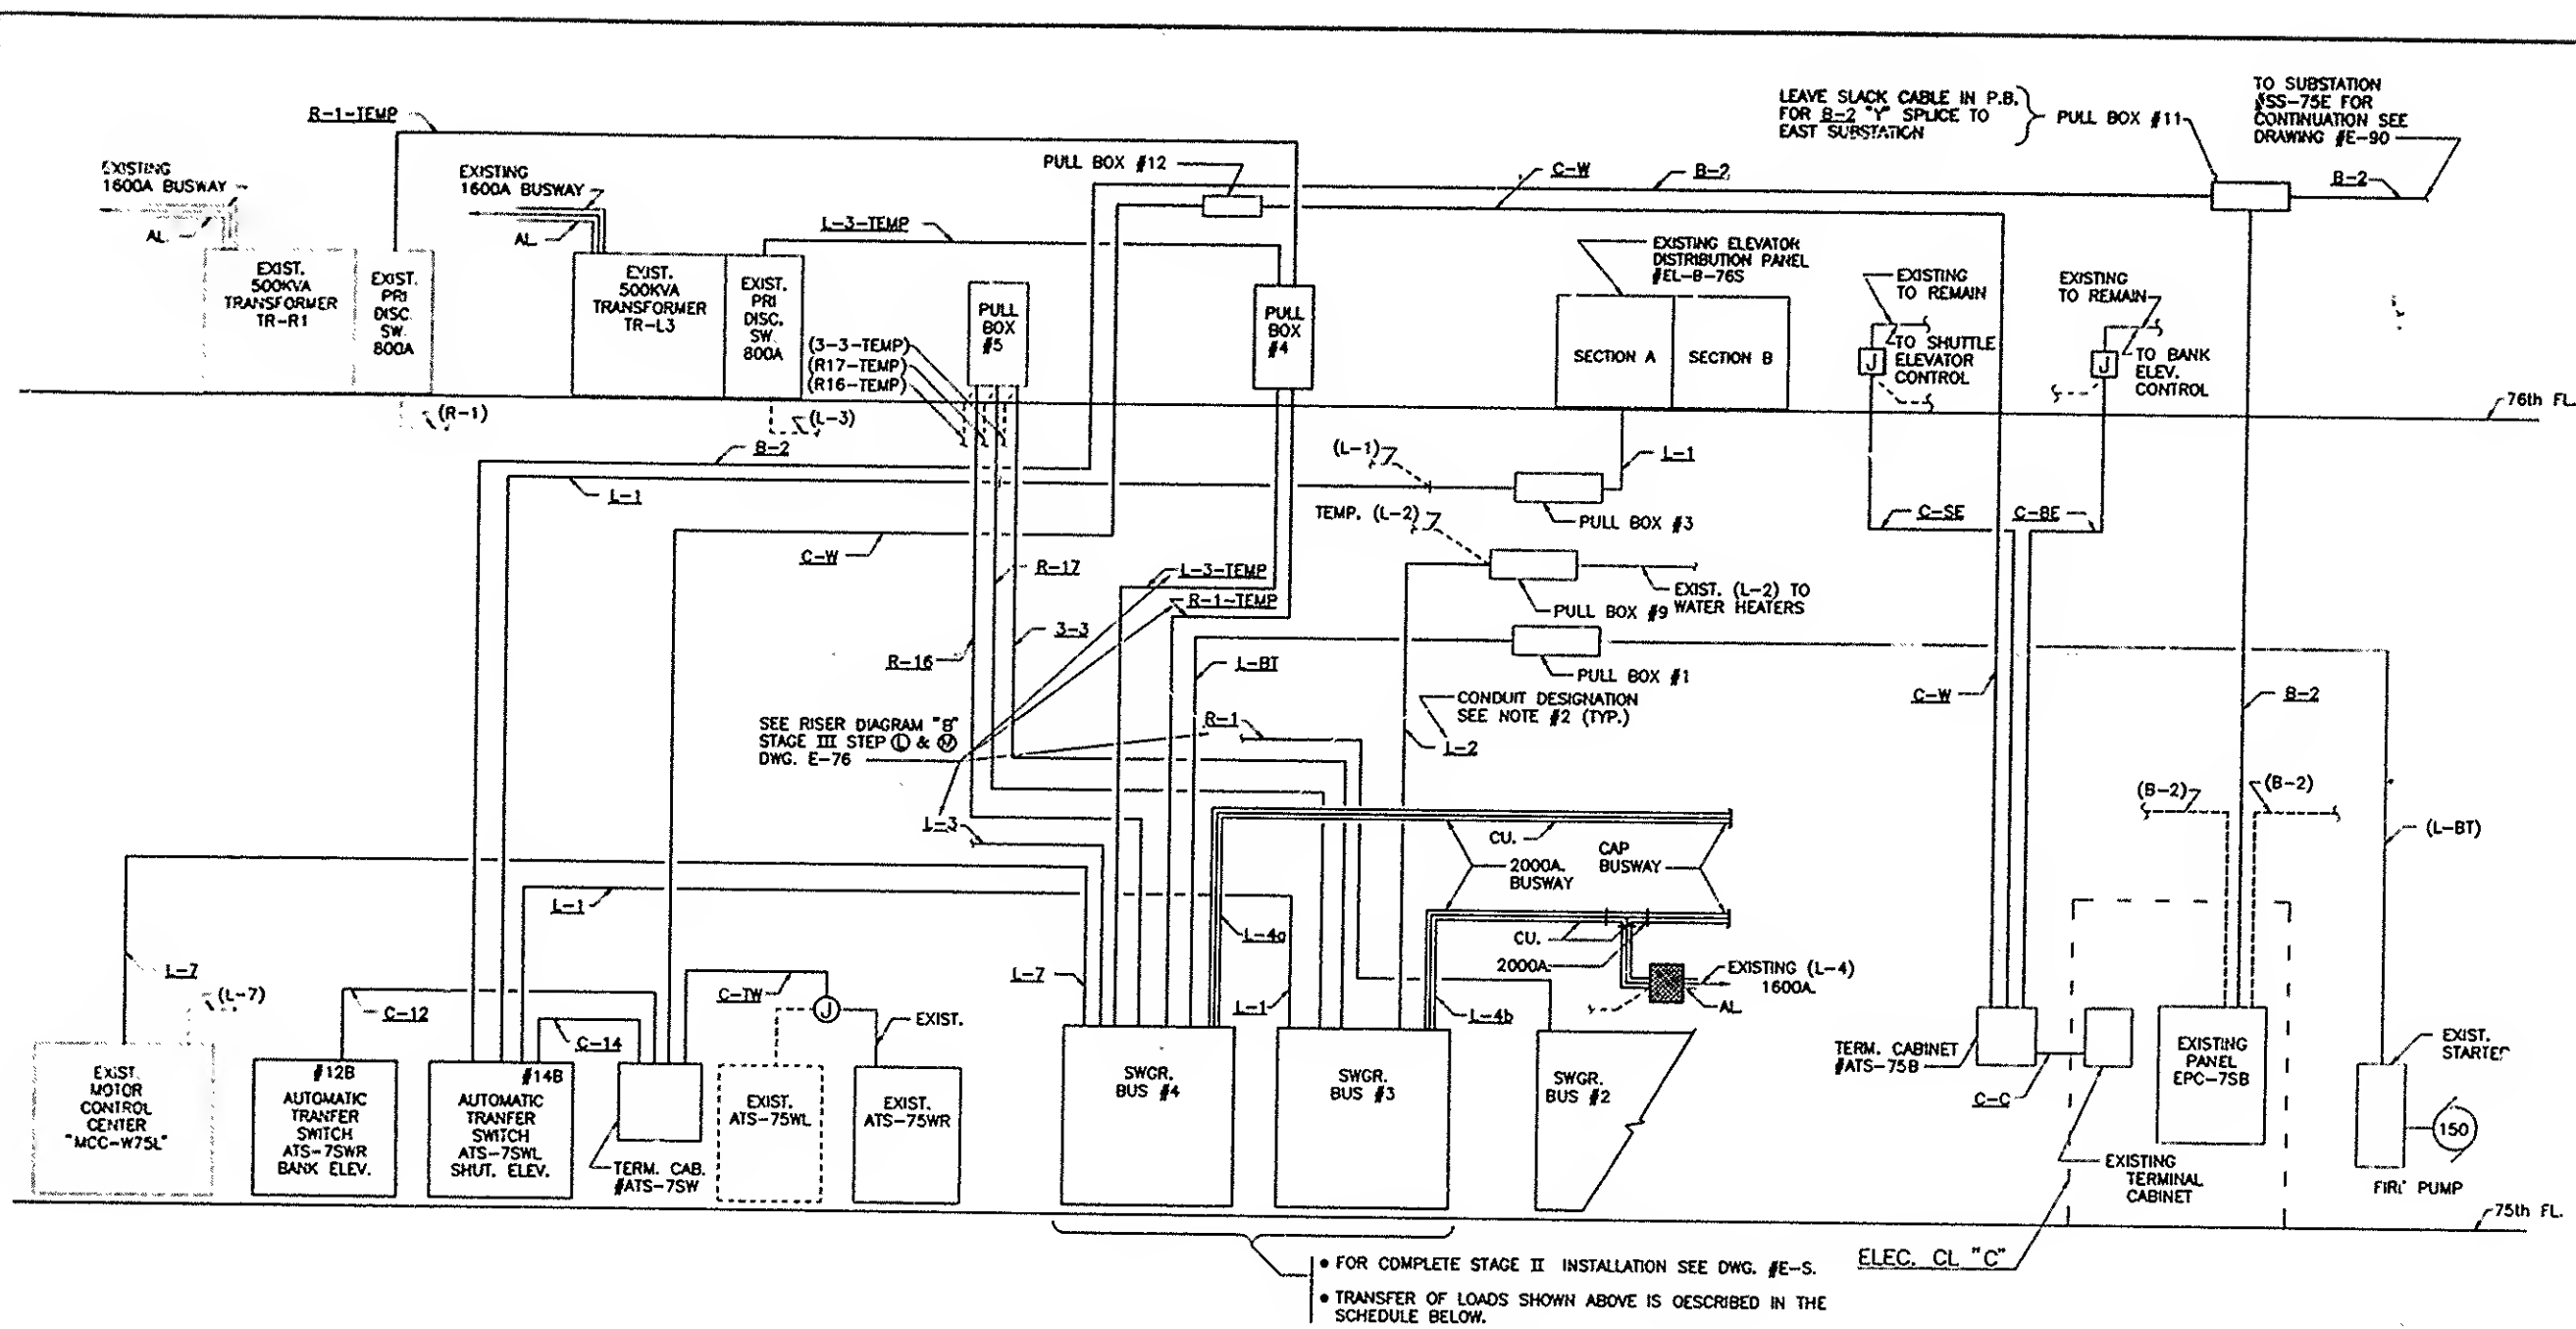 LEAVE SLACK CABLE IN P.B.
FOR B-2 "Y" SPLICE TO
EAST SUBSTATION
PULL BOX #11
TO SUBSTATION
#SS-75E FOR
CONTINUATION SEE
DRAWING #E-90
R-1-TEMP
EXISTING
1600A BUSWAY
AL.
EXISTING
1600A BUSWAY
AL.
PULL BOX #12
C-W
B-2
B-2
L-3-TEMP
EXIST.
500KVA
TRANSFORMER
TR-R1
EXIST.
PRI
DISC.
SW.
800A
EXIST.
500KVA
TRANSFORMER
TR-L3
EXIST.
PRI
DISC.
SW.
800A
(3-3-TEMP)
(R17-TEMP)
(R16-TEMP)
PULL
BOX
#5
PULL
BOX
#4
EXISTING ELEVATOR
DISTRIBUTION PANEL
#EL-B-76S
SECTION A
SECTION B
EXISTING
TO REMAIN
J
TO SHUTTLE
ELEVATOR
CONTROL
EXISTING
TO REMAIN
J
TO BANK
ELEV.
CONTROL
76th FL.
(R-1)
(L-3)
B-2
L-1
(L-1)
L-1
PULL BOX #3
TEMP. (L-2)
C-SE
C-8E
C-W
R-17
L-3-TEMP
R-1-TEMP
EXIST. (L-2) TO
WATER HEATERS
PULL BOX #9
3-3
R-16
L-BT
PULL BOX #1
CONDUIT DESIGNATION
SEE NOTE #2 (TYP.)
C-W
B-2
SEE RISER DIAGRAM "B"
STAGE III STEP L & M
DWG. E-76
R-1
L-2
L-3
(B-2)
(B-2)
(L-BT)
CU.
2000A.
BUSWAY
CAP
BUSWAY
L-1
L-4a
CU.
2000A.
EXISTING (L-4)
1600A.
AL.
L-7
(L-7)
C-12
C-14
C-TW
J
EXIST.
L-7
L-1
L-4b
EXIST.
MOTOR
CONTROL
CENTER
"MCC-W75L"
#12B
AUTOMATIC
TRANFER
SWITCH
ATS-7SWR
BANK ELEV.
#14B
AUTOMATIC
TRANFER
SWITCH
ATS-7SWL
SHUT. ELEV.
TERM. CAB.
#ATS-7SW
EXIST.
ATS-75WL
EXIST.
ATS-75WR
SWGR.
BUS #4
SWGR.
BUS #3
SWGR.
BUS #2
TERM. CABINET
#ATS-75B
C-C
EXISTING
TERMINAL
CABINET
EXISTING
PANEL
EPC-7SB
EXIST.
STARTER
150
FIRE PUMP
75th FL.
ELEC. CL "C"
• FOR COMPLETE STAGE II INSTALLATION SEE DWG. #E-S.
• TRANSFER OF LOADS SHOWN ABOVE IS DESCRIBED IN THE
SCHEDULE BELOW.